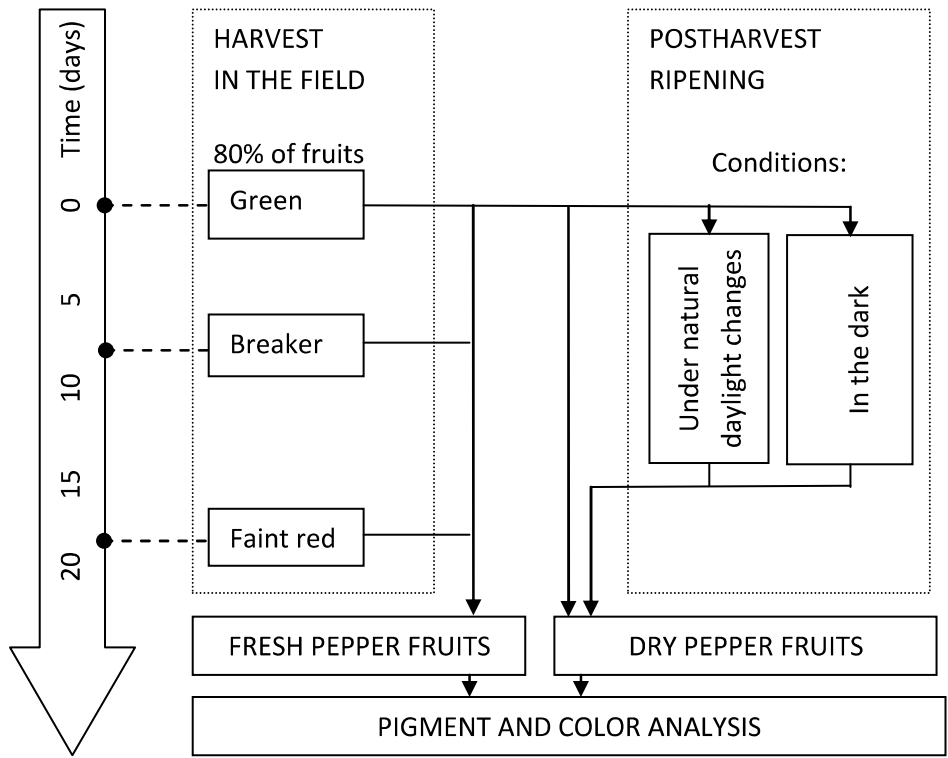 Time (days)
0
5
10
15
20
HARVEST
IN THE FIELD
80% of fruits
Green
Breaker
Faint red
POSTHARVEST
RIPENING
Conditions:
Under natural
daylight changes
In the dark
FRESH PEPPER FRUITS
DRY PEPPER FRUITS
PIGMENT AND COLOR ANALYSIS